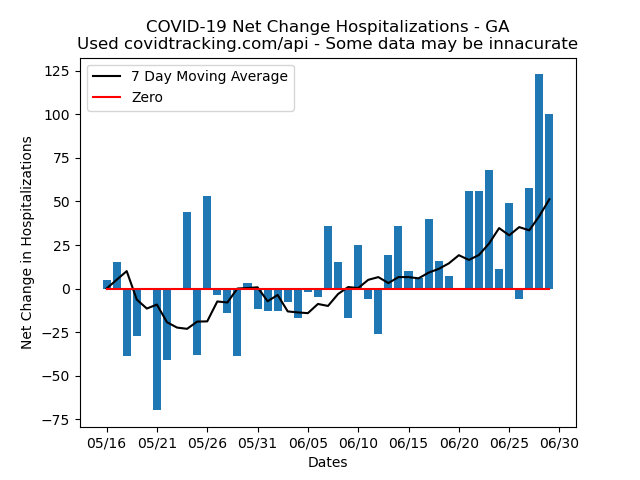 COVID-19 Net Change Hospitalizations - GA
Used covidtracking.com/api - Some data may be innacurate
7 Day Moving Average
Zero
Net Change in Hospitalizations
125
100
75
50
25
0
−25
−50
−75
05/16 05/21 05/26 05/31 06/05 06/10 06/15 06/20 06/25 06/30
Dates